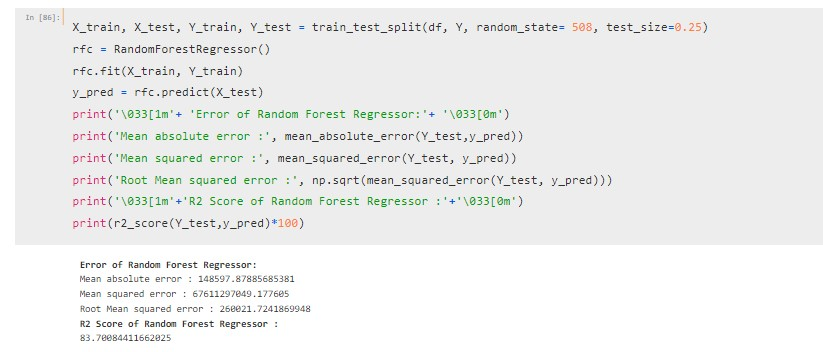 In [86]:
X_train, X_test, Y_train, Y_test = train_test_split(df, Y, random_state= 508, test_size=0.25)
rfc = RandomForestRegressor()
rfc.fit(X_train, Y_train)
y_pred = rfc.predict(X_test)
print('\033[1m'+ 'Error of Random Forest Regressor:'+ '\033[0m')
print('Mean absolute error :', mean_absolute_error(Y_test,y_pred))
print('Mean squared error :', mean_squared_error(Y_test, y_pred))
print('Root Mean squared error :', np.sqrt(mean_squared_error(Y_test, y_pred)))
print('\033[1m'+'R2 Score of Random Forest Regressor :'+'\033[0m')
print(r2_score(Y_test,y_pred)*100)
Error of Random Forest Regressor:
Mean absolute error : 148597.87885685381
Mean squared error : 67611297049.177605
Root Mean squared error : 260021.7241869948
R2 Score of Random Forest Regressor :
83.70084411662025